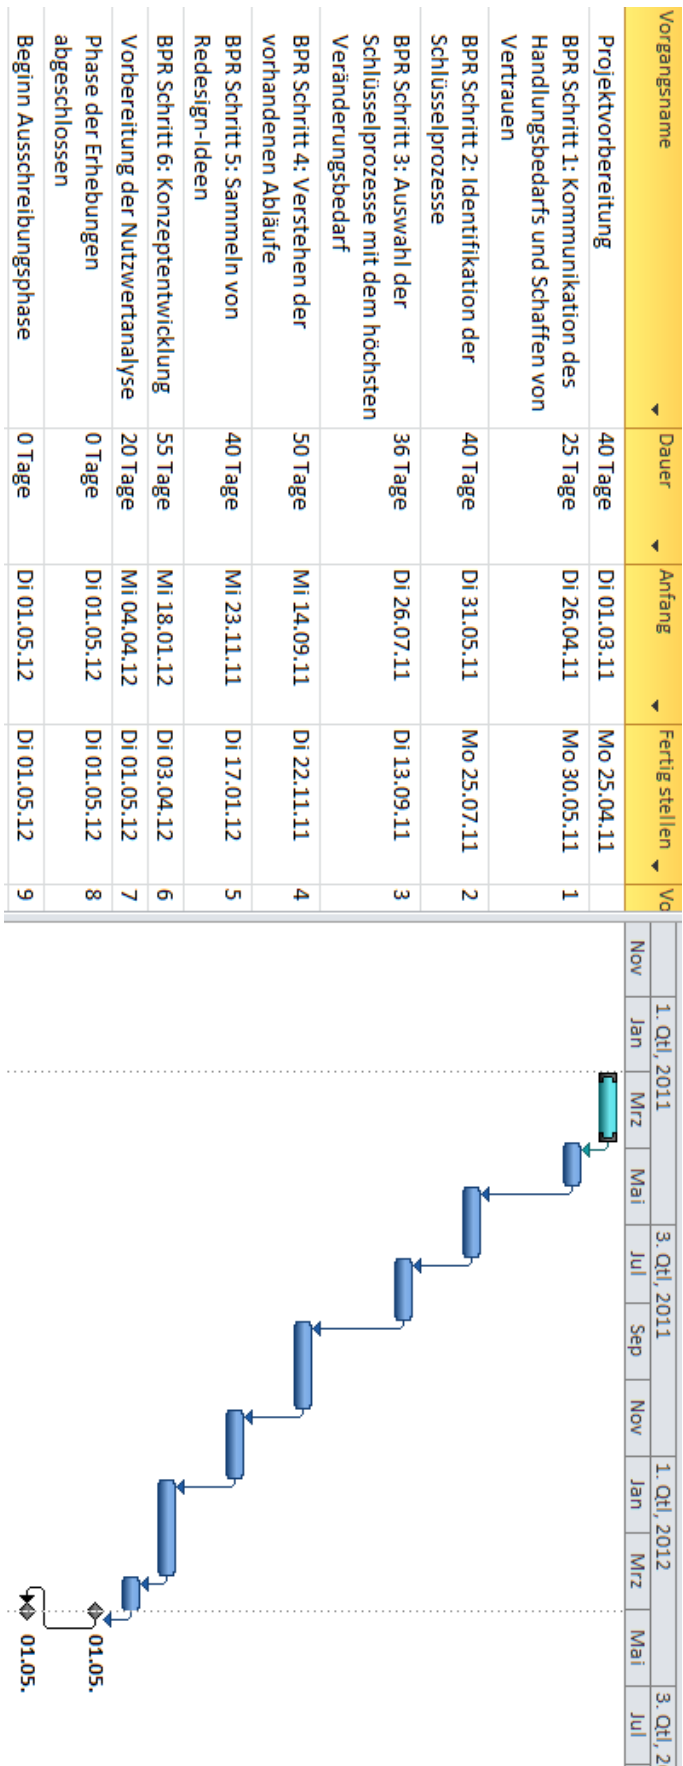 Vorgangsname Dauer Anfang Fertig stellen Vo
Projektvorbereitung 40 Tage Di 01.03.11 Mo 25.04.11
BPR Schritt 1: Kommunikation des 25 Tage Di 26.04.11 Mo 30.05.11 1
Handlungsbedarfs und Schaffen von
Vertrauen
BPR Schritt 2: Identifikation der 40 Tage Di 31.05.11 Mo 25.07.11 2
Schlüsselprozesse
BPR Schritt 3: Auswahl der 36 Tage Di 26.07.11 Di 13.09.11 3
Schlüsselprozesse mit dem höchsten
Veränderungsbedarf
BPR Schritt 4: Verstehen der 50 Tage Mi 14.09.11 Di 22.11.11 4
vorhandenen Abläufe
BPR Schritt 5: Sammeln von 40 Tage Mi 23.11.11 Di 17.01.12 5
Redesign-Ideen
BPR Schritt 6: Konzeptentwicklung 55 Tage Mi 18.01.12 Di 03.04.12 6
Vorbereitung der Nutzwertanalyse 20 Tage Mi 04.04.12 Di 01.05.12 7
Phase der Erhebungen 0 Tage Di 01.05.12 Di 01.05.12 8
abgeschlossen
Beginn Ausschreibungsphase 0 Tage Di 01.05.12 Di 01.05.12 9
1. Qtl, 2011 3. Qtl, 2011 1. Qtl, 2012 3. Qtl, 2
Nov Jan Mrz Mai Jul Sep Nov Jan Mrz Mai Jul
01.05.
01.05.